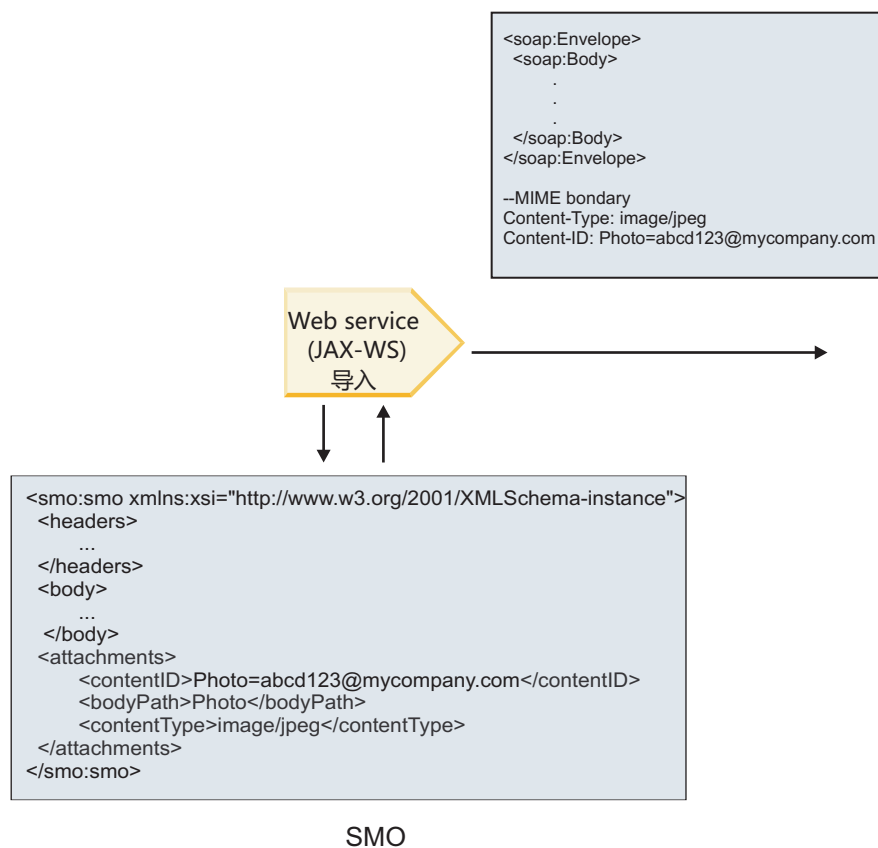 <soap:Envelope>
<soap:Body>
.
.
.
</soap:Body>
</soap:Envelope>
--MIME bondary
Content-Type: image/jpeg
Content-ID: Photo=abcd123@mycompany.com
Web service
(JAX-WS)
导入
<smo:smo xmlns:xsi="http://www.w3.org/2001/XMLSchema-instance">
<headers>
...
</headers>
<body>
...
</body>
<attachments>
<contentID>Photo=abcd123@mycompany.com</contentID>
<bodyPath>Photo</bodyPath>
<contentType>image/jpeg</contentType>
</attachments>
</smo:smo>
SMO